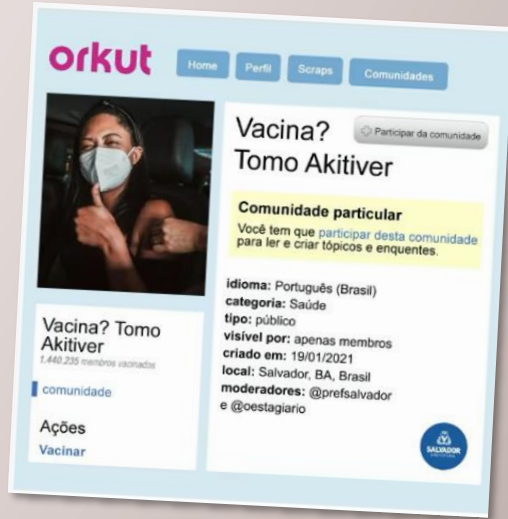 orkut
Home
Perfil
Scraps
Comunidades
Vacina?
Participar da comunidade
Tomo Akitiver
Comunidade particular
Você tem que participar desta comunidade
para ler e criar tópicos e enquentes.
idioma: Português (Brasil)
categoria: Saúde
tipo: público
visível por: apenas membros
criado em: 19/01/2021
local: Salvador, BA, Brasil
moderadores: @prefsalvador
e @oestagiario
Vacina? Tomo
Akitiver
1.440.235 membros vacinados
comunidade
Ações
Vacinar
SALVADOR